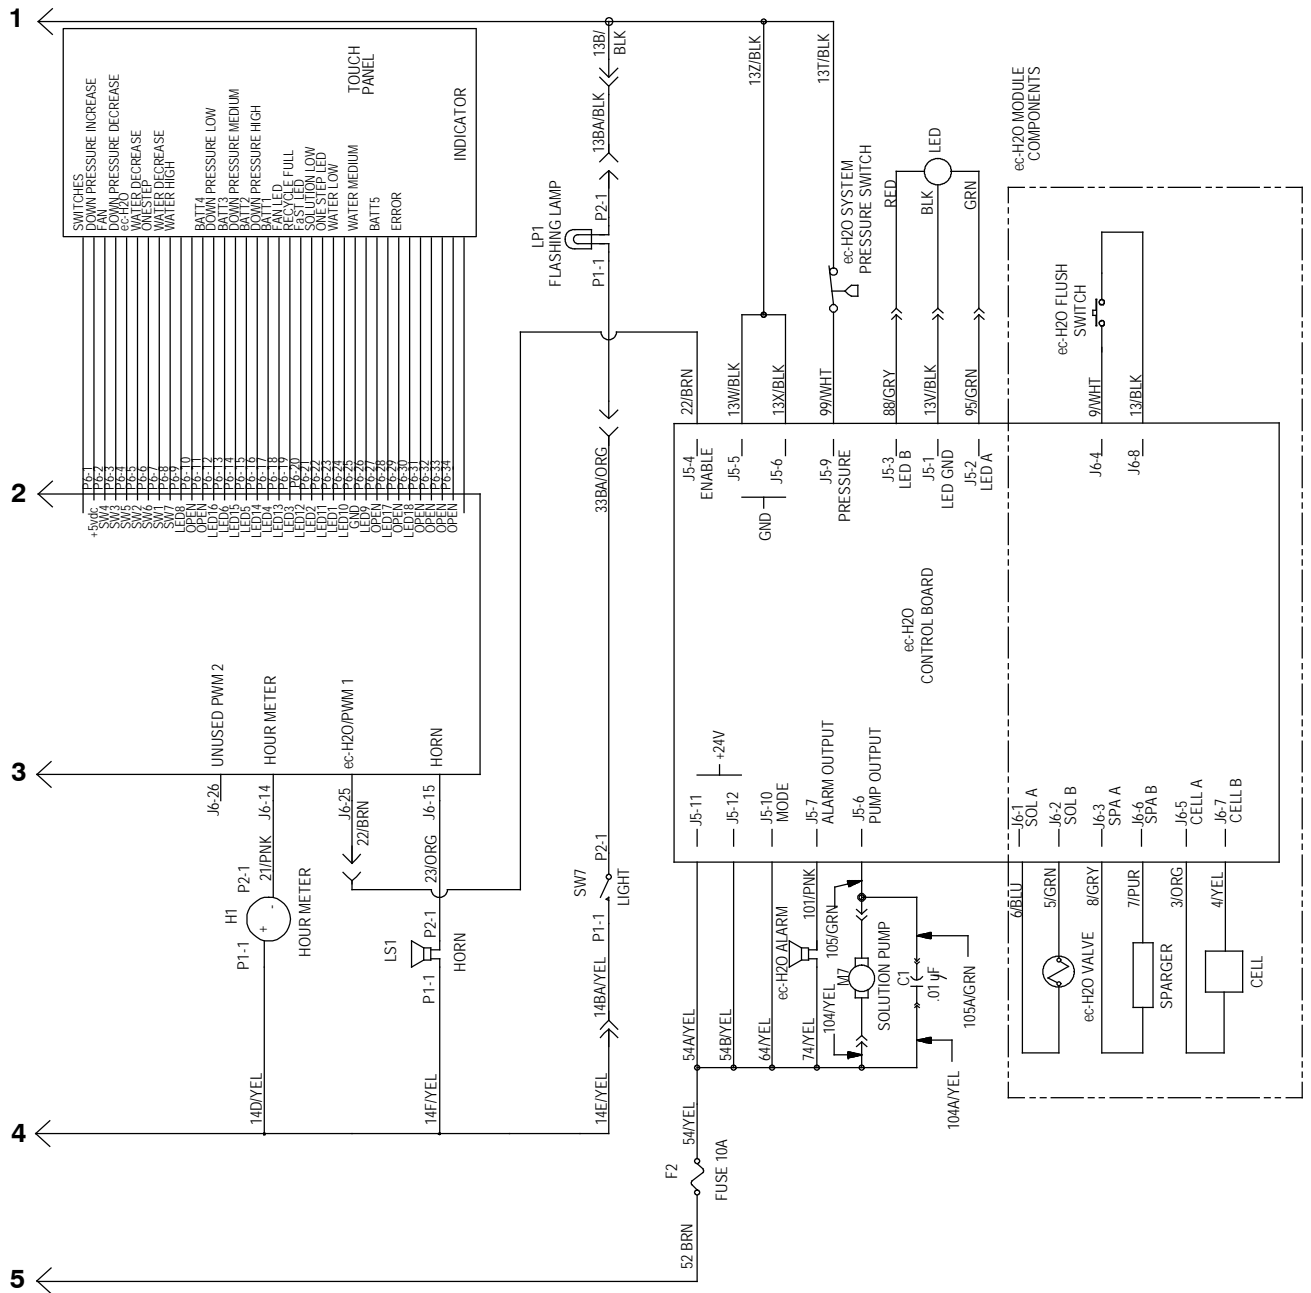 1
2
3
4
5
SWITCHES
DOWN PRESSURE INCREASE
FAN
DOWN PRESSURE DECREASE
ec-H2O
WATER DECREASE
ONESTEP
WATER DECREASE
WATER HIGH
BATT4
DOWN PRESSURE LOW
BATT3
DOWN PRESSURE MEDIUM
BATT2
DOWN PRESSURE HIGH
BATT1
FAN LED
RECYCLE FULL
FaST LED
SOLUTION LOW
ONE STEP LED
WATER LOW
WATER MEDIUM
BATT5
ERROR
TOUCH
PANEL
INDICATOR
P6-1
P6-2
P6-3
P6-4
P6-5
P6-6
P6-7
P6-8
P6-9
P6-10
P6-11
P6-12
P6-13
P6-14
P6-15
P6-16
P6-17
P6-18
P6-19
P6-20
P6-21
P6-22
P6-23
P6-24
P6-25
P6-26
P6-27
P6-28
P6-29
P6-30
P6-31
P6-32
P6-33
P6-34
+5vdc
SW4
SW3
SW5
SW2
SW6
SW1
SW7
LED8
OPEN
OPEN
LED16
LED6
LED15
LED5
LED14
LED4
LED13
LED3
LED12
LED2
LED11
LED1
LED10
GND
LED9
OPEN
LED17
OPEN
LED18
OPEN
OPEN
OPEN
OPEN
UNUSED PWM 2
HOUR METER
ec-H2O/PWM 1
HORN
J6-26
J6-14
J6-25
J6-15
21/PNK
22/BRN
23/ORG
P2-1
H1
P1-1
+
-
HOUR METER
P2-1
LS1
P1-1
HORN
14D/YEL
14F/YEL
14E/YEL
13B/
BLK
13BA/BLK
P2-1
LP1
FLASHING LAMP
P1-1
33BA/ORG
P2-1
SW7
LIGHT
P1-1
14BA/YEL
13Z/BLK
13T/BLK
ec-H2O SYSTEM
PRESSURE SWITCH
LED
RED
BLK
GRN
ec-H2O MODULE
COMPONENTS
ec-H2O FLUSH
SWITCH
22/BRN
13W/BLK
13X/BLK
99/WHT
88/GRY
13V/BLK
95/GRN
9/WHT
13/BLK
J5-4
ENABLE
J5-5
J5-6
GND
J5-9
PRESSURE
J5-3
LED B
J5-1
LED GND
J5-2
LED A
J6-4
J6-8
ec-H2O
CONTROL BOARD
+24V
J5-11
J5-12
J5-10
MODE
J5-7
ALARM OUTPUT
J5-6
PUMP OUTPUT
J6-1
SOL A
J6-2
SOL B
J6-3
SPA A
J6-6
SPA B
J6-5
CELL A
J6-7
CELL B
101/PNK
105/GRN
6/BLU
5/GRN
8/GRY
7/PUR
3/ORG
4/YEL
ec-H2O ALARM
M7
SOLUTION PUMP
C1
.01 uF
105A/GRN
ec-H2O VALVE
SPARGER
CELL
54A/YEL
54B/YEL
64/YEL
74/YEL
104/YEL
104A/YEL
54/YEL
F2
FUSE 10A
52 BRN